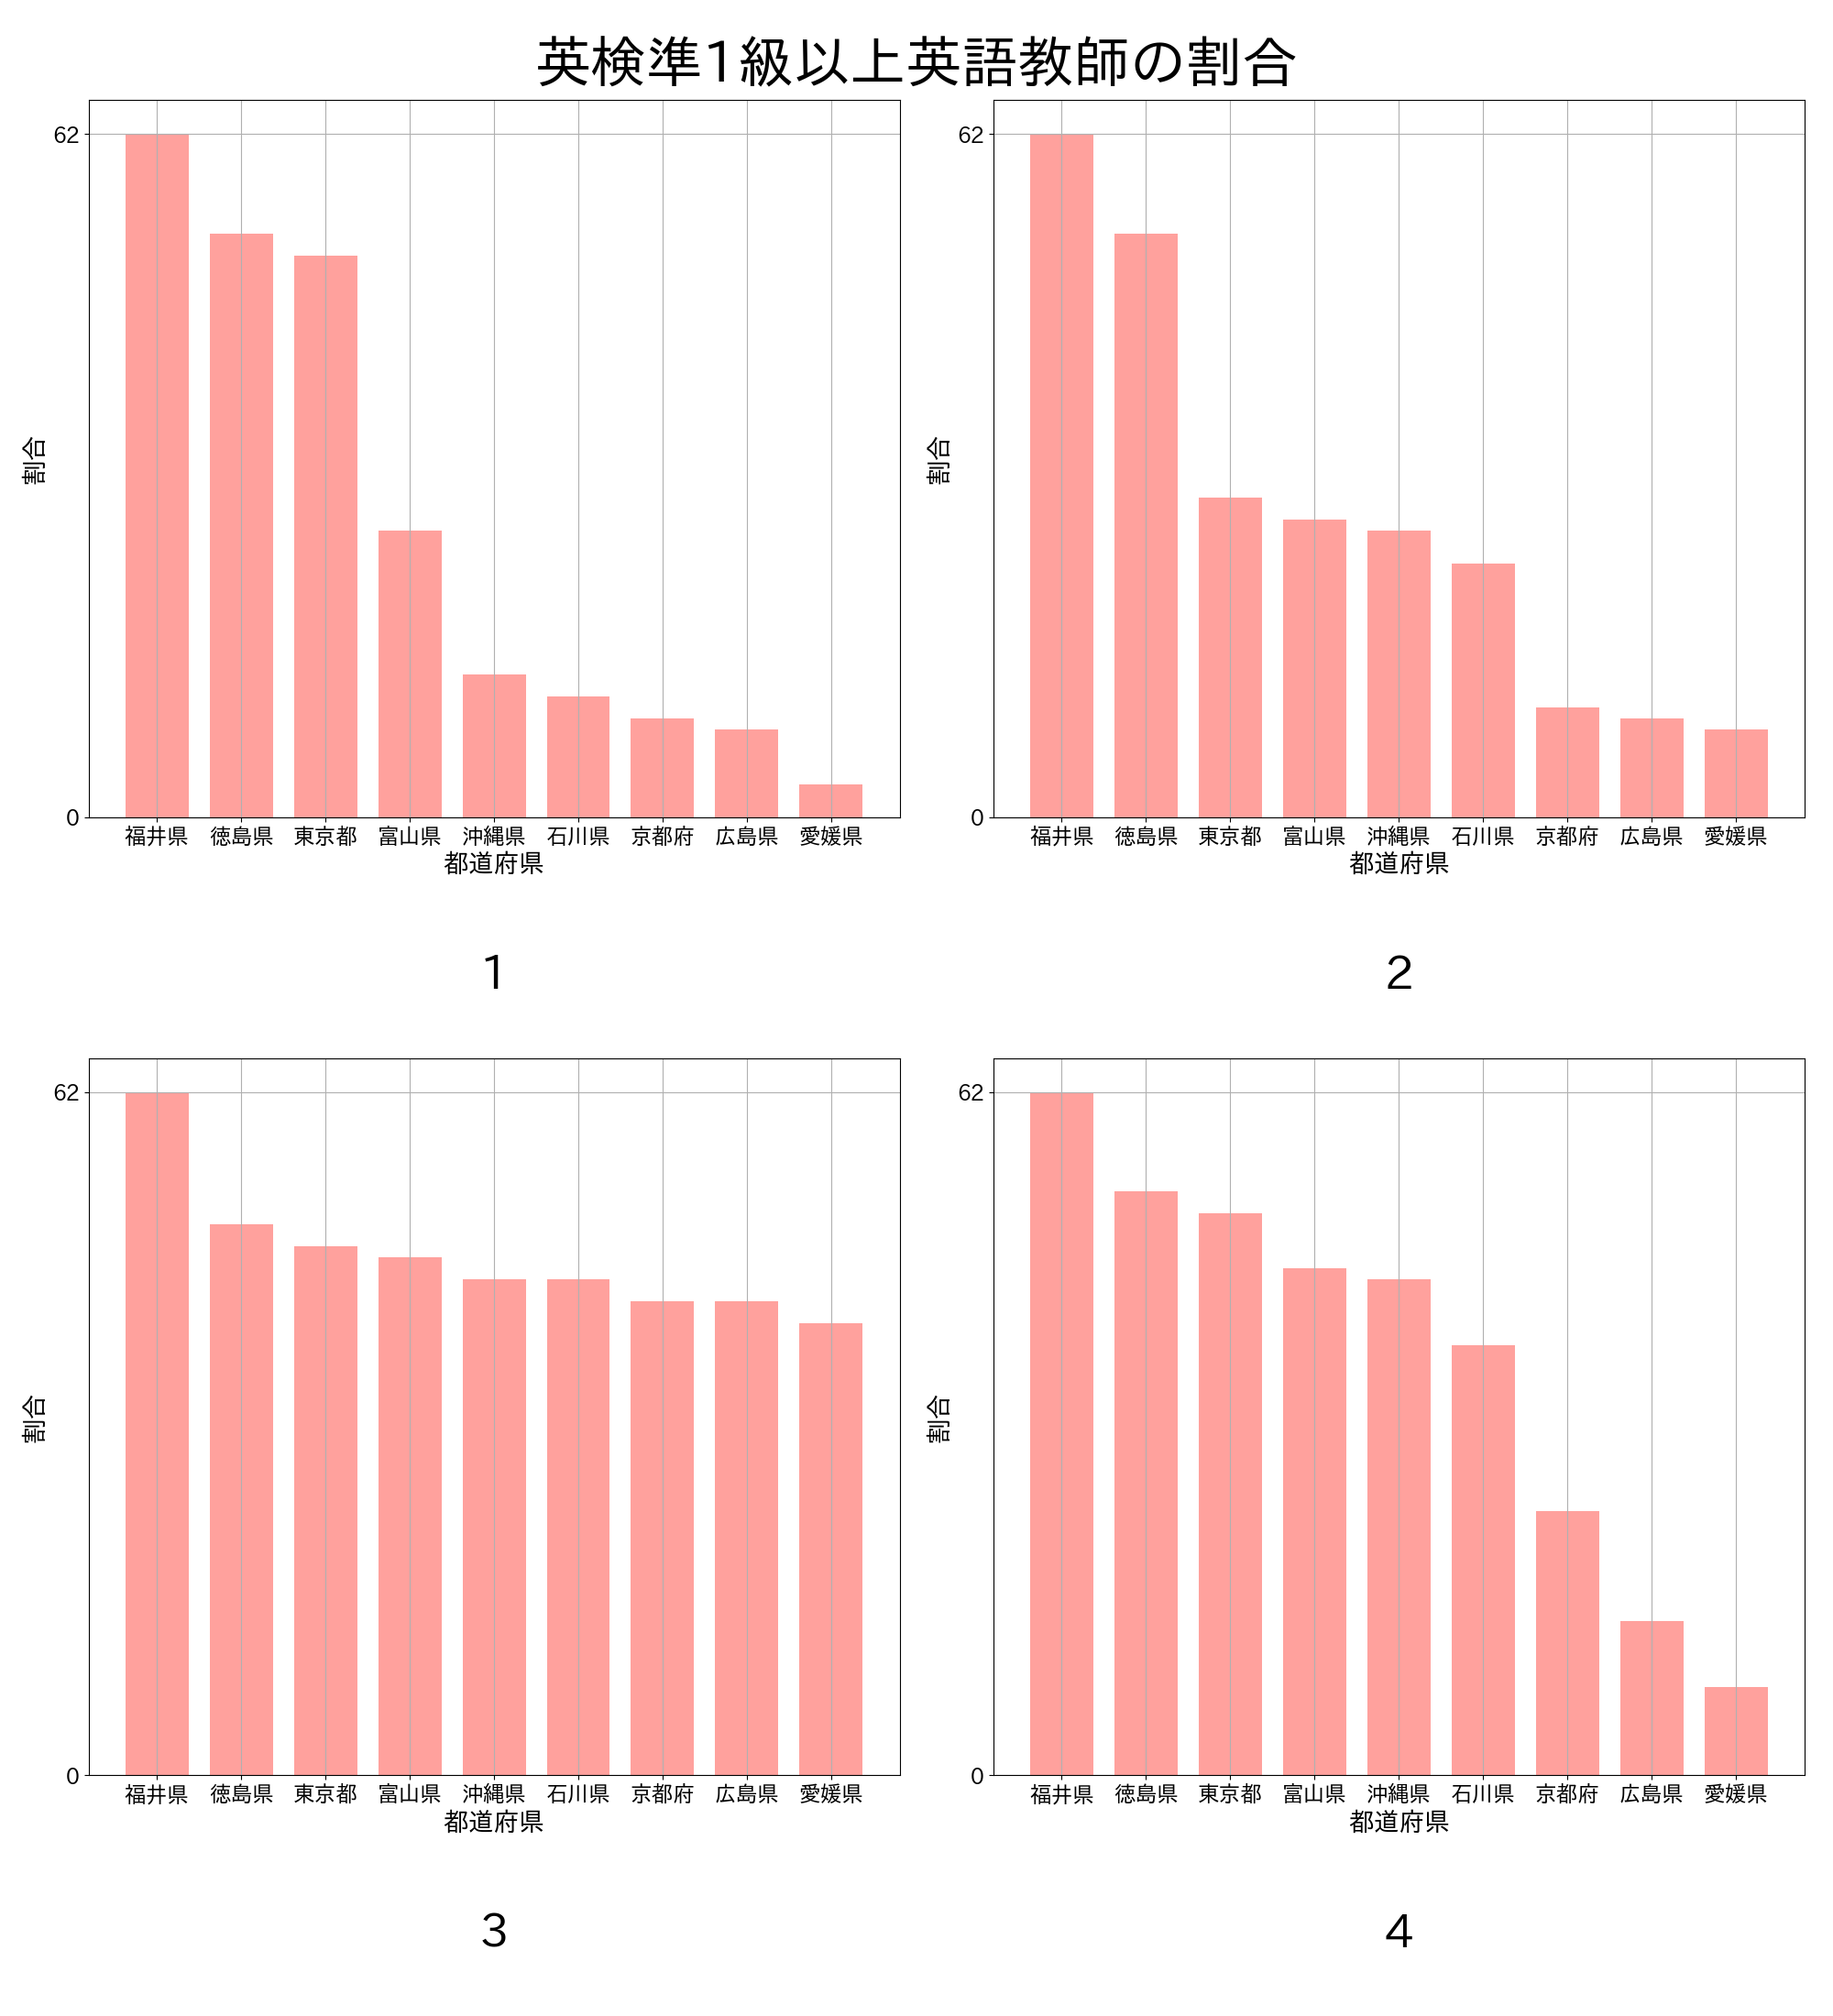 英検準1級以上英語教師の割合
62
0
割合
福井県 徳島県 東京都 富山県 沖縄県 石川県 京都府 広島県 愛媛県
都道府県
1
62
0
割合
福井県 徳島県 東京都 富山県 沖縄県 石川県 京都府 広島県 愛媛県
都道府県
2
62
0
割合
福井県 徳島県 東京都 富山県 沖縄県 石川県 京都府 広島県 愛媛県
都道府県
3
62
0
割合
福井県 徳島県 東京都 富山県 沖縄県 石川県 京都府 広島県 愛媛県
都道府県
4